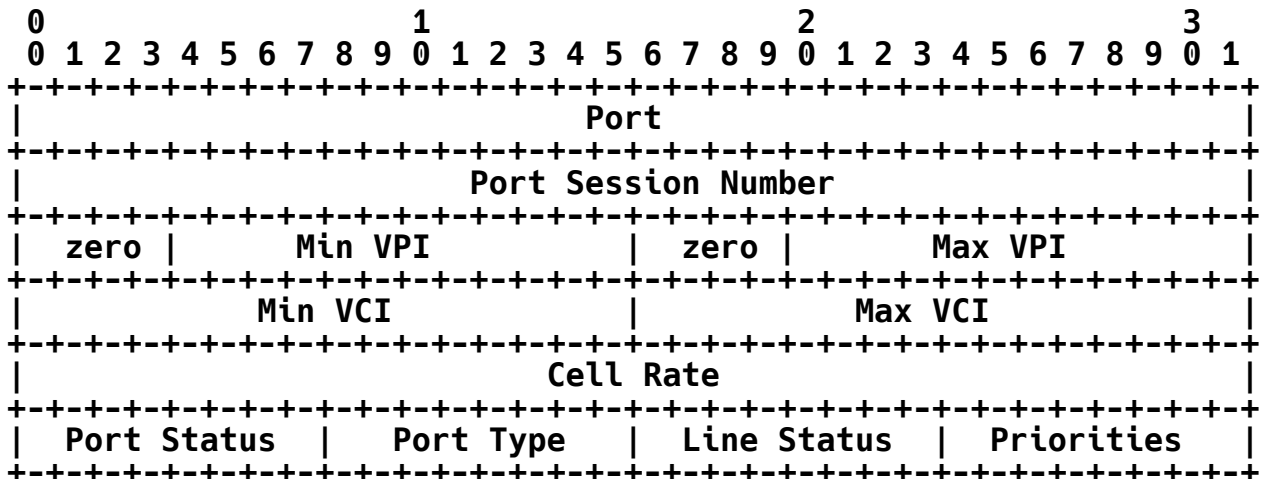 0                   1                   2                   3
 0 1 2 3 4 5 6 7 8 9 0 1 2 3 4 5 6 7 8 9 0 1 2 3 4 5 6 7 8 9 0 1
+-+-+-+-+-+-+-+-+-+-+-+-+-+-+-+-+-+-+-+-+-+-+-+-+-+-+-+-+-+-+-+-+
|                             Port                              |
+-+-+-+-+-+-+-+-+-+-+-+-+-+-+-+-+-+-+-+-+-+-+-+-+-+-+-+-+-+-+-+-+
|                       Port Session Number                     |
+-+-+-+-+-+-+-+-+-+-+-+-+-+-+-+-+-+-+-+-+-+-+-+-+-+-+-+-+-+-+-+-+
|  zero |      Min VPI          |  zero |       Max VPI         |
+-+-+-+-+-+-+-+-+-+-+-+-+-+-+-+-+-+-+-+-+-+-+-+-+-+-+-+-+-+-+-+-+
|            Min VCI            |           Max VCI             |
+-+-+-+-+-+-+-+-+-+-+-+-+-+-+-+-+-+-+-+-+-+-+-+-+-+-+-+-+-+-+-+-+
|                           Cell Rate                           |
+-+-+-+-+-+-+-+-+-+-+-+-+-+-+-+-+-+-+-+-+-+-+-+-+-+-+-+-+-+-+-+-+
|  Port Status  |   Port Type   |  Line Status  |  Priorities   |
+-+-+-+-+-+-+-+-+-+-+-+-+-+-+-+-+-+-+-+-+-+-+-+-+-+-+-+-+-+-+-+-+